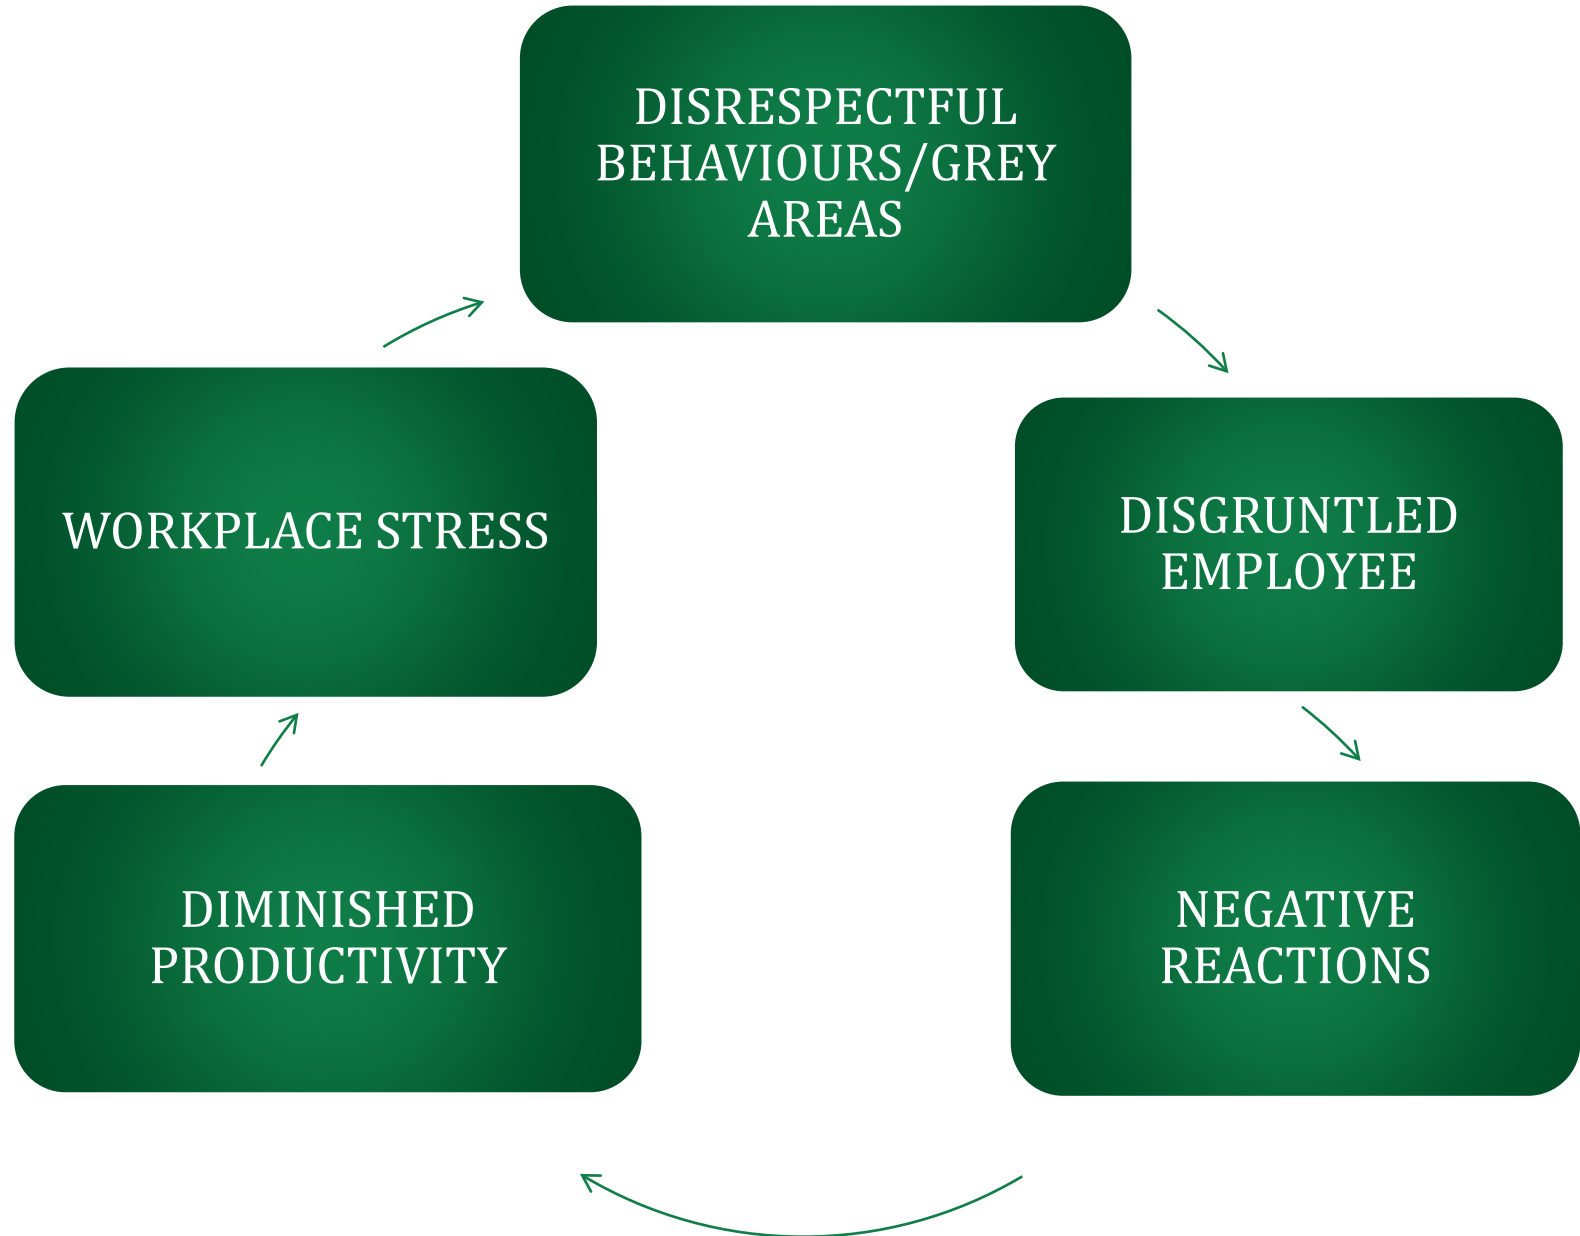 DISRESPECTFUL
BEHAVIOURS/GREY
AREAS
DISGRUNTLED
EMPLOYEE
NEGATIVE
REACTIONS
DIMINISHED
PRODUCTIVITY
WORKPLACE STRESS